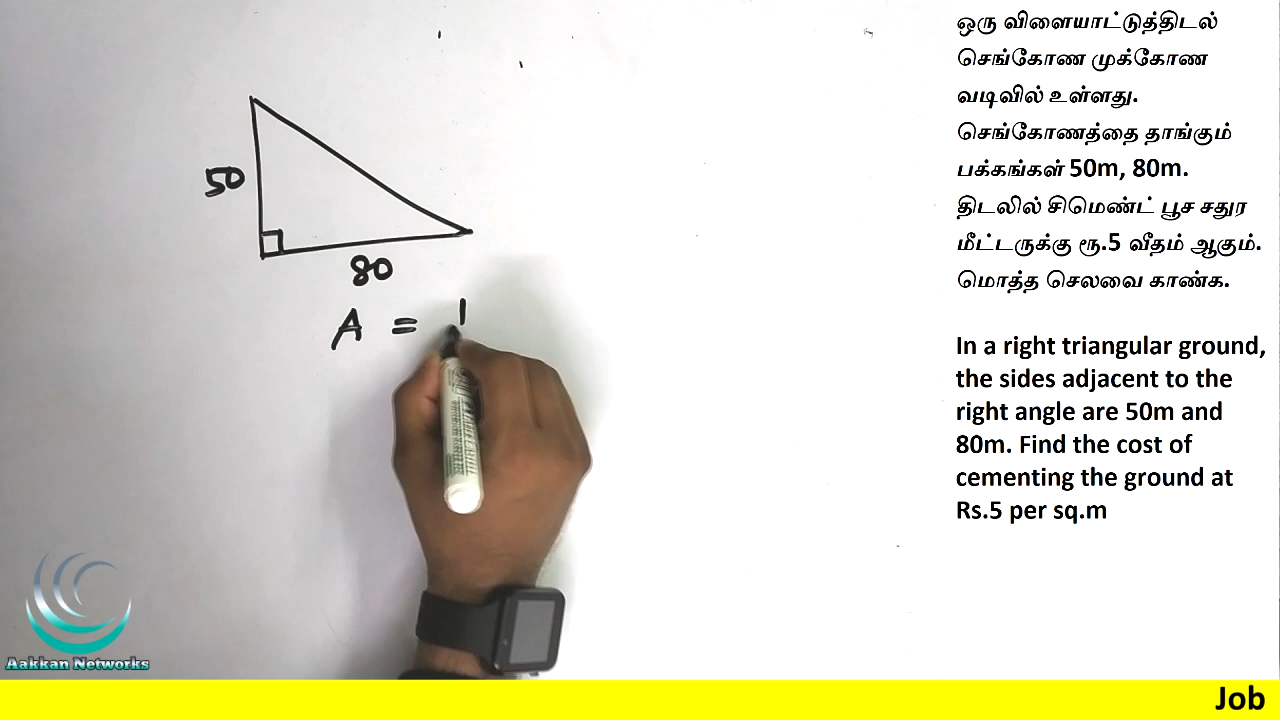 ஒரு விளையாட்டுத்திடல்
செங்கோண முக்கோண
வடிவில் உள்ளது.
செங்கோணத்தை தாங்கும்
பக்கங்கள் 50m, 80m.
திடலில் சிமெண்ட் பூச சதுர
மீட்டருக்கு ரூ.5 வீதம் ஆகும்.
மொத்த செலவை காண்க.
In a right triangular ground,
the sides adjacent to the
right angle are 50m and
80m. Find the cost of
cementing the ground at
Rs.5 per sq.m
50
80
A = 1
Aakkan Networks
Job